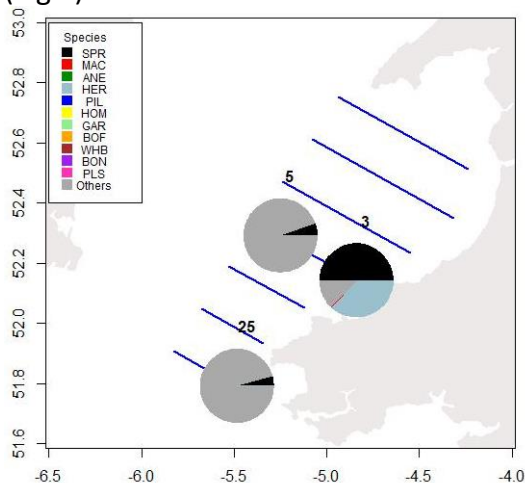 Species
SPR
MAC
ANE
HER
PIL
HOM
GAR
BOF
WHB
BON
PLS
Others
53.0
52.8
52.6
52.4
52.2
52.0
51.8
51.6
5
3
25
-6.5
-6.0
-5.5
-5.0
-4.5
-4.0